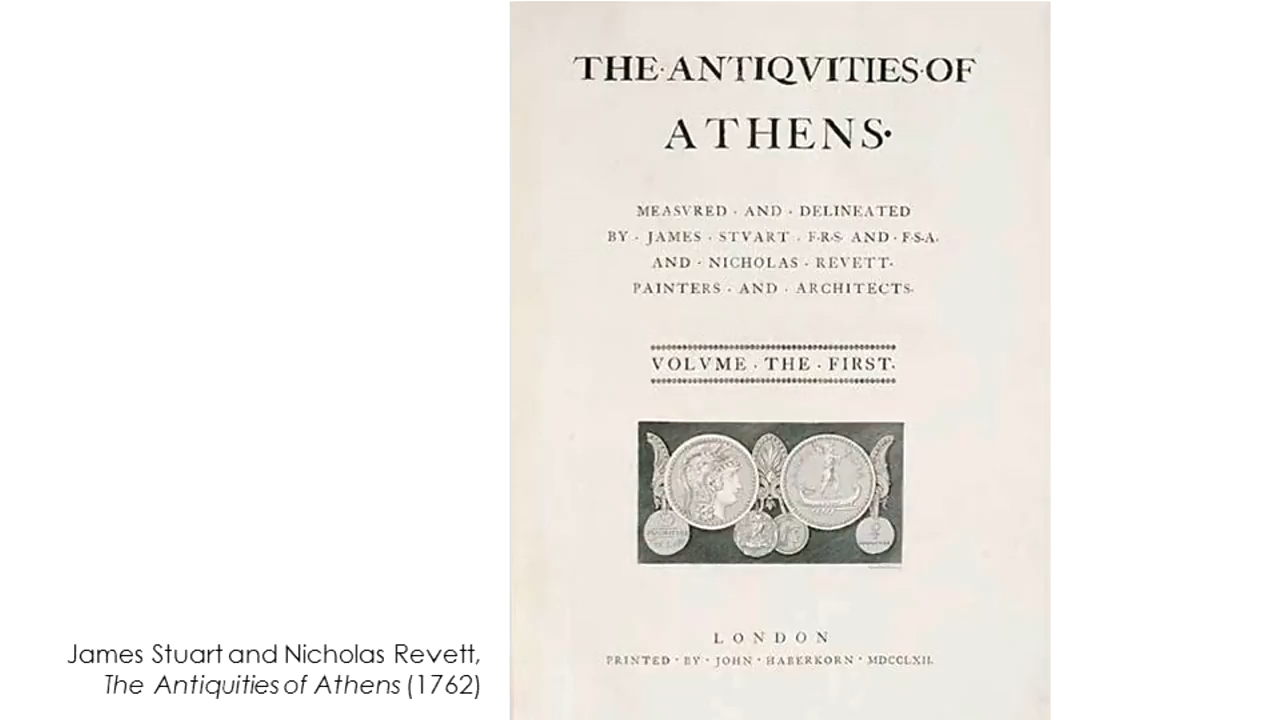 THE·ANTIQVITIES·OF
ATHENS·
MEASVRED · AND · DELINEATED
BY · JAMES · STVART · F·R·S· AND · F·S·A·
AND · NICHOLAS · REVETT·
PAINTERS · AND · ARCHITECTS·
VOLVME · THE · FIRST·
LONDON
PRINTED · BY · JOHN · HABERKORN · MDCCLXII.
James Stuart and Nicholas Revett,
The Antiquities of Athens (1762)